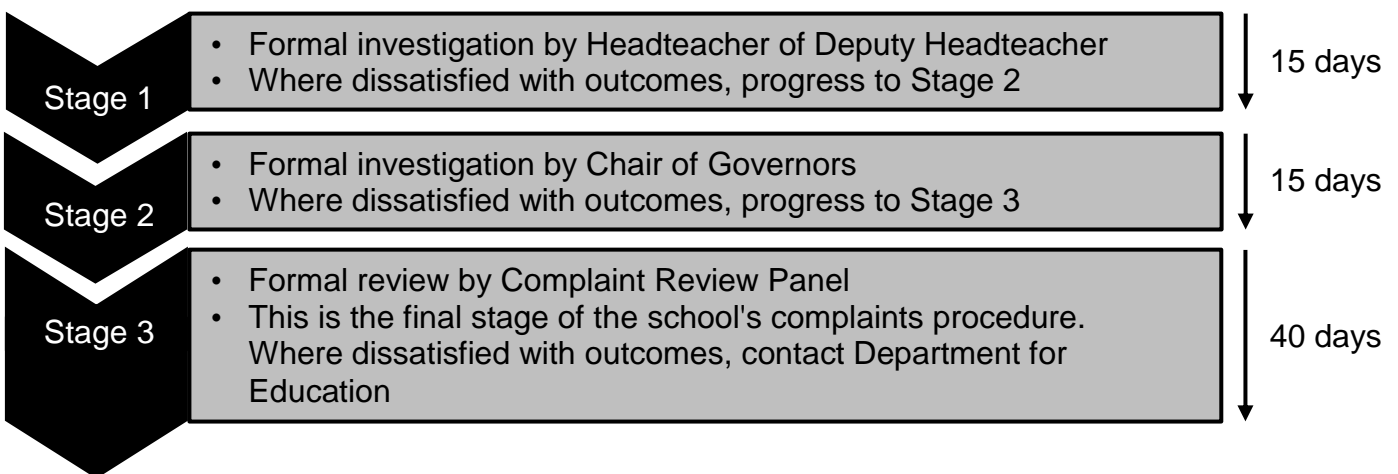 Stage 1
• Formal investigation by Headteacher of Deputy Headteacher
• Where dissatisfied with outcomes, progress to Stage 2
15 days
Stage 2
• Formal investigation by Chair of Governors
• Where dissatisfied with outcomes, progress to Stage 3
15 days
Stage 3
• Formal review by Complaint Review Panel
• This is the final stage of the school's complaints procedure.
Where dissatisfied with outcomes, contact Department for
Education
40 days